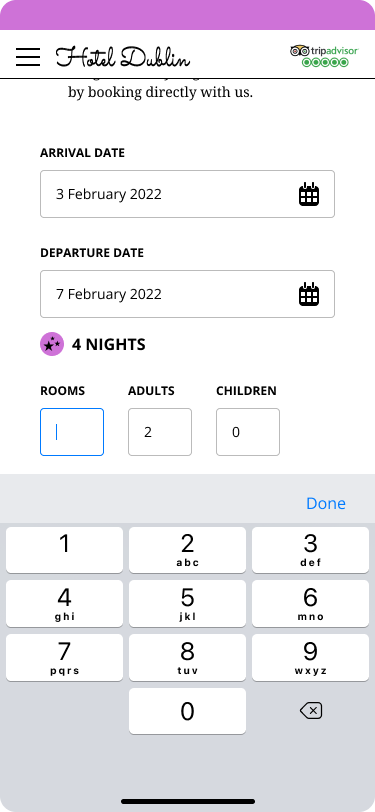 Hotel Dublin
tripadvisor
by booking directly with us.
ARRIVAL DATE
3 February 2022
DEPARTURE DATE
7 February 2022
4 NIGHTS
ROOMS ADULTS CHILDREN
2 0
Done
1 2 3
abc def
4 5 6
ghi jkl mno
7 8 9
pqrs tuv wxyz
0